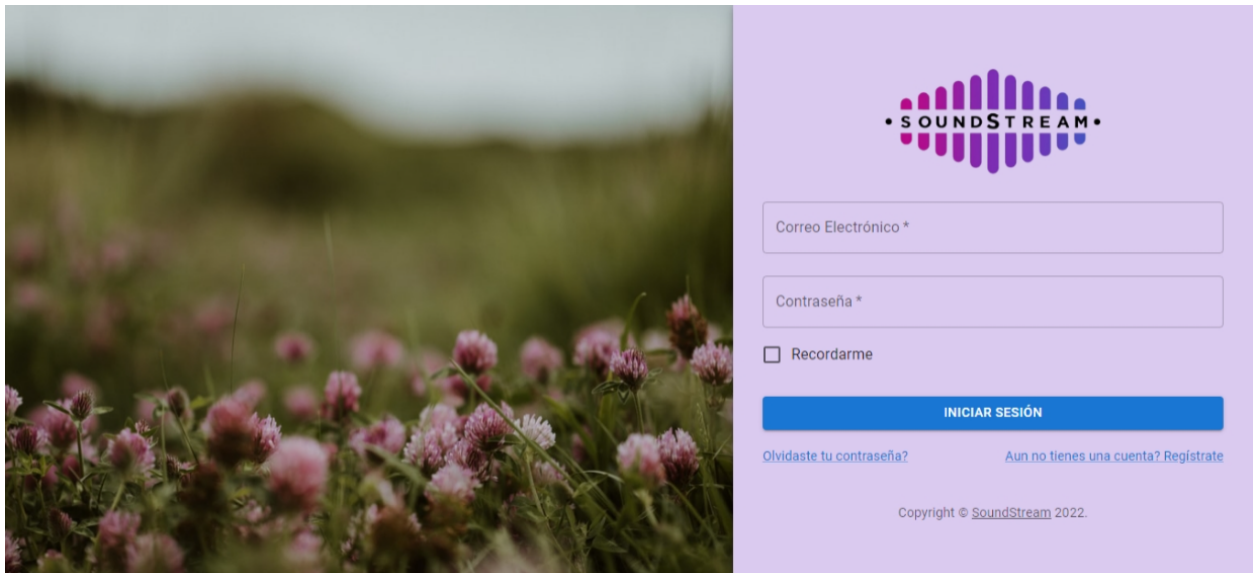 • SOUNDSTREAM •
Correo Electrónico *
Contraseña *
Recordarme
INICIAR SESIÓN
Olvidaste tu contraseña?
Aun no tienes una cuenta? Regístrate
Copyright © SoundStream 2022.